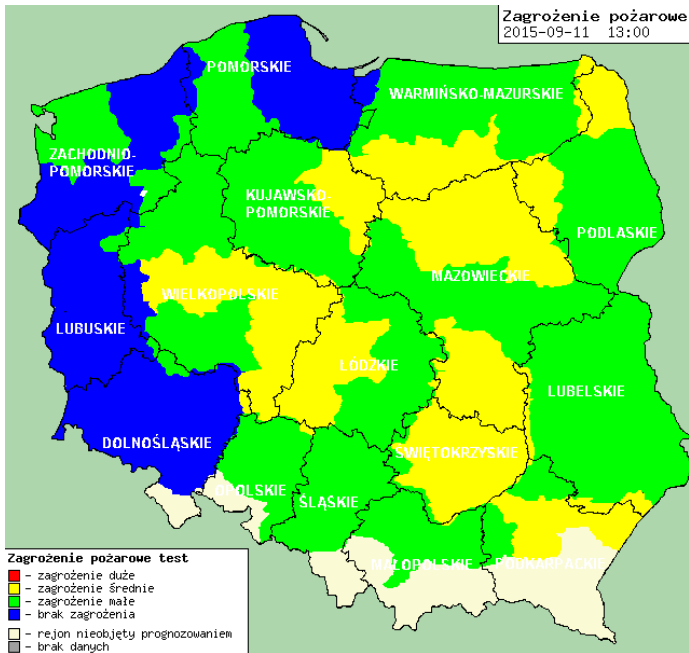 Zagrożenie pożarowe
2015-09-11 13:00
POMORSKIE
WARMIŃSKO-MAZURSKIE
ZACHODNIO-
POMORSKIE
KUJAWSKO-
POMORSKIE
PODLASKIE
MAZOWIECKIE
WIELKOPOLSKIE
LUBUSKIE
ŁÓDZKIE
LUBELSKIE
DOLNOŚLĄSKIE
ŚWIĘTOKRZYSKIE
OPOLSKIE
ŚLĄSKIE
MAŁOPOLSKIE
PODKARPACKIE
Zagrożenie pożarowe test
- zagrożenie duże
- zagrożenie średnie
- zagrożenie małe
- brak zagrożenia
- rejon nieobjęty prognozowaniem
- brak danych